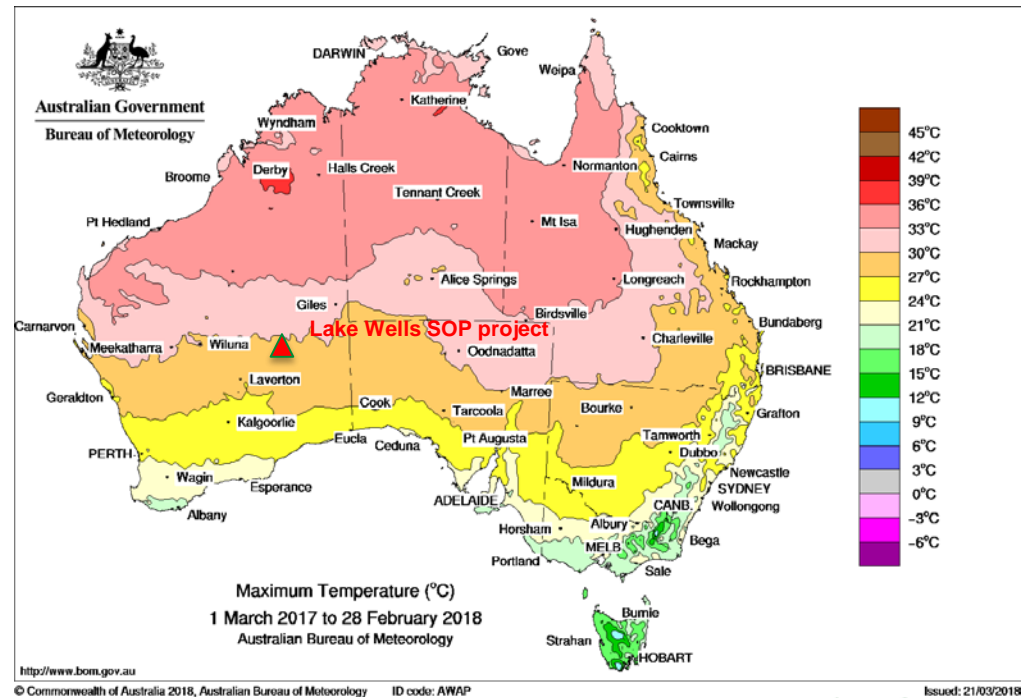 Australian Government
Bureau of Meteorology
DARWIN
Gove
Weipa
Katherine
Wyndham
Cooktown
Cairns
Derby
Halls Creek
Normanton
Broome
Tennant Creek
Townsville
Pt Hedland
Mt Isa
Hughenden
Mackay
Alice Springs
Longreach
Rockhampton
Giles
Birdsville
Carnarvon
Lake Wells SOP project
Bundaberg
Meekatharra
Wiluna
Oodnadatta
Charleville
BRISBANE
Laverton
Marree
Geraldton
Cook
Tarcoola
Bourke
Grafton
Kalgoorlie
Eucla
Ceduna
Pt Augusta
Tamworth
PERTH
Dubbo
Newcastle
Wagin
Esperance
Mildura
SYDNEY
ADELAIDE
CANB.
Wollongong
Albany
Horsham
Albury
Bega
MELB
Portland
Sale
Burnie
Strahan
HOBART
45°C
42°C
39°C
36°C
33°C
30°C
27°C
24°C
21°C
18°C
15°C
12°C
9°C
6°C
3°C
0°C
−3°C
−6°C
Maximum Temperature (°C)
1 March 2017 to 28 February 2018
Australian Bureau of Meteorology
http://www.bom.gov.au
© Commonwealth of Australia 2018, Australian Bureau of Meteorology ID code: AWAP Issued: 21/03/2018